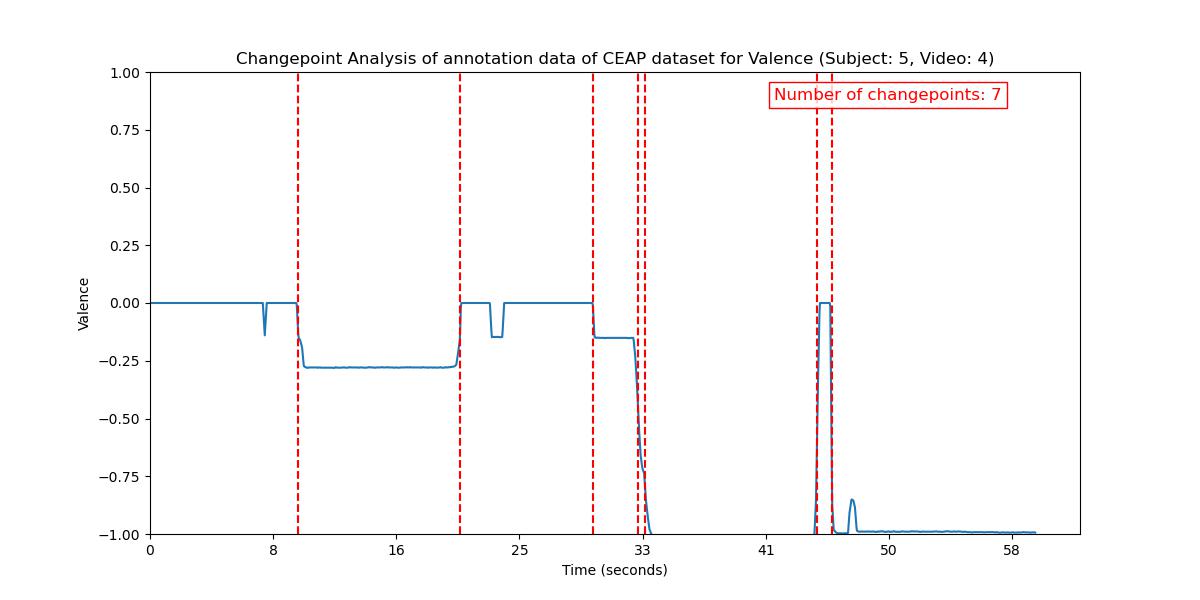 Changepoint Analysis of annotation data of CEAP dataset for Valence (Subject: 5, Video: 4)
Number of changepoints: 7
1.00
0.75
0.50
0.25
0.00
−0.25
−0.50
−0.75
−1.00
Valence
0 8 16 25 33 41 50 58
Time (seconds)